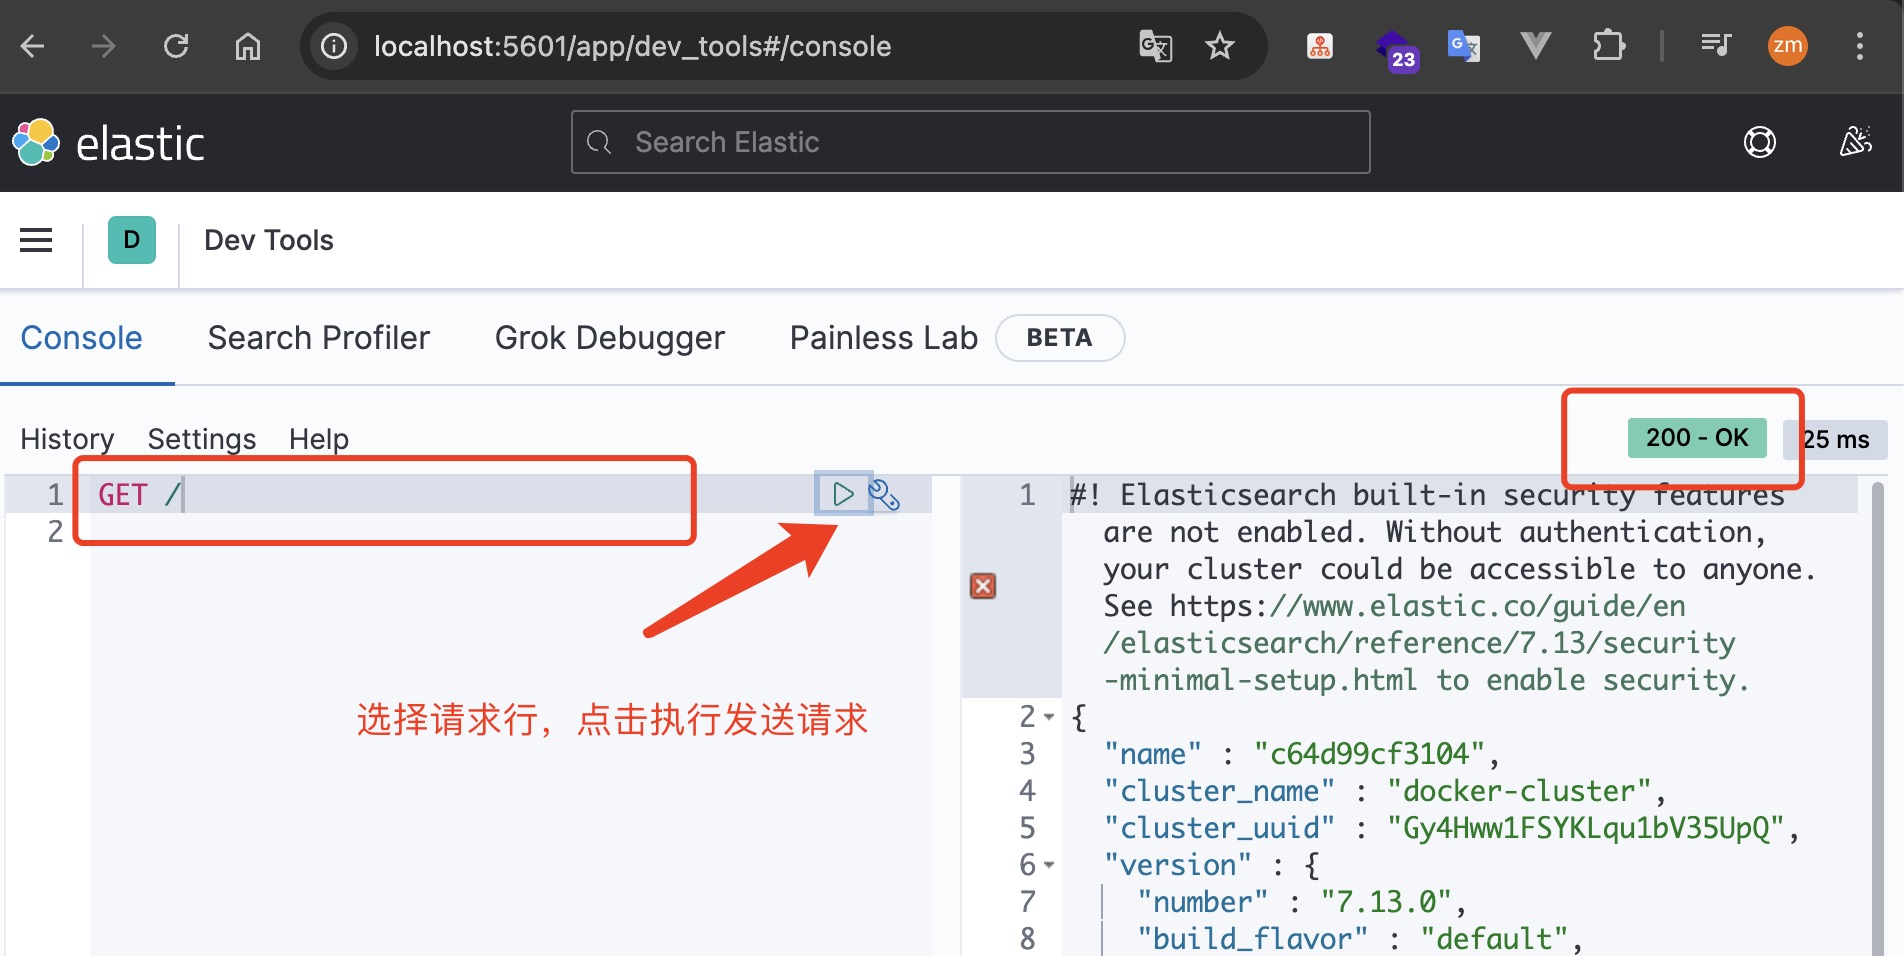 localhost:5601/app/dev_tools#/console
23
zm
elastic
Search Elastic
D
Dev Tools
Console
Search Profiler
Grok Debugger
Painless Lab
BETA
History
Settings
Help
200 - OK
25 ms
1 GET /
2
选择请求行，点击执行发送请求
1 #! Elasticsearch built-in security features
are not enabled. Without authentication,
your cluster could be accessible to anyone.
See https://www.elastic.co/guide/en
/elasticsearch/reference/7.13/security
-minimal-setup.html to enable security.
2 {
3 "name" : "c64d99cf3104",
4 "cluster_name" : "docker-cluster",
5 "cluster_uuid" : "Gy4Hww1FSYKLqu1bV35UpQ",
6 "version" : {
7 "number" : "7.13.0",
8 "build_flavor" : "default",